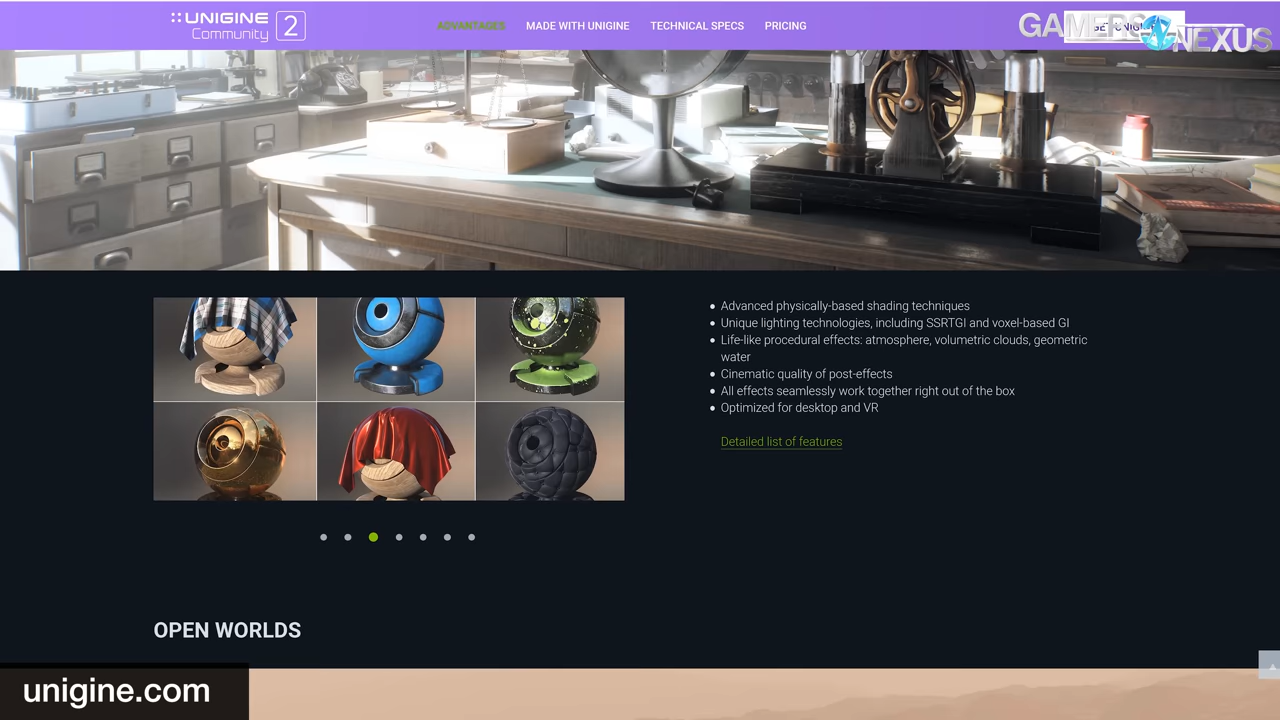 UNIGINE
Community 2
ADVANTAGES
MADE WITH UNIGINE
TECHNICAL SPECS
PRICING
GAMERS NEXUS
Advanced physically-based shading techniques
Unique lighting technologies, including SSRTGI and voxel-based GI
Life-like procedural effects: atmosphere, volumetric clouds, geometric
water
Cinematic quality of post-effects
All effects seamlessly work together right out of the box
Optimized for desktop and VR
Detailed list of features
OPEN WORLDS
unigine.com